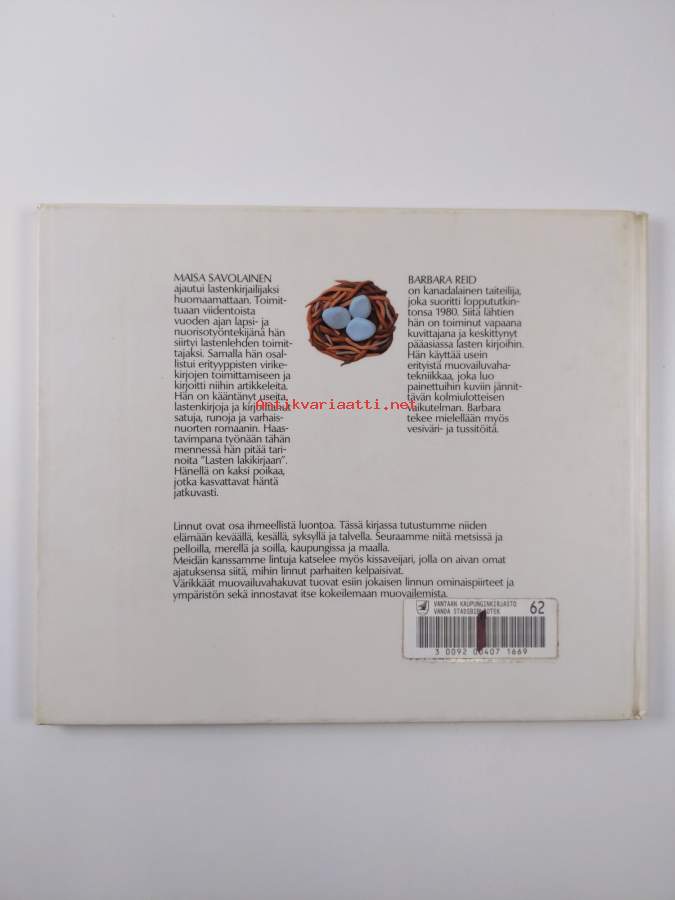 MAISA SAVOLAINEN
ajautui lastenkirjailijaksi
huomaamattaan. Toimit-
tuaan viidentoista
vuoden ajan lapsi- ja
nuorisotyöntekijänä hän
siirtyi lastenlehden toimit-
tajaksi. Samalla hän osal-
listui erityyppisten virike-
kirjojen toimittamiseen ja
kirjoitti niihin artikkeleita.
Hän on kääntänyt useita
lastenkirjoja ja kirjoittanut
satuja, runoja ja varhais-
nuorten romaanin. Haas-
tavimpana työnään tähän
mennessä hän pitää tari-
noita "Lasten lakikirjaan".
Hänellä on kaksi poikaa,
jotka kasvattavat häntä
jatkuvasti.
BARBARA REID
on kanadalainen taiteilija,
joka suoritti loppututkin-
tonsa 1980. Siitä lähtien
hän on toiminut vapaana
kuvittajana ja keskittynyt
pääasiassa lasten kirjoihin.
Hän käyttää usein
erityistä muovailuvaha-
tekniikkaa, joka luo
painettuihin kuviin jännit-
tävän kolmiulotteisen
vaikutelman. Barbara
tekee mielellään myös
vesiväri- ja tussitöitä.
Antikvariaatti.net
Linnut ovat osa ihmeellistä luontoa. Tässä kirjassa tutustumme niiden
elämään keväällä, kesällä, syksyllä ja talvella. Seuraamme niitä metsissä ja
pelloilla, merellä ja soilla, kaupungissa ja maalla.
Meidän kanssamme lintuja katselee myös kissaveijari, jolla on aivan omat
ajatuksensa siitä, mihin linnut parhaiten kelpaisivat.
Värikkäät muovailuvahakuvat tuovat esiin jokaisen linnun ominaispiirteet ja
ympäristön sekä innostavat itse kokeilemaan muovailemista.
VANTAAN KAUPUNGINKIRJASTO 62
VANDA STADSBIBLIOTEK
3 0092 00407 1669